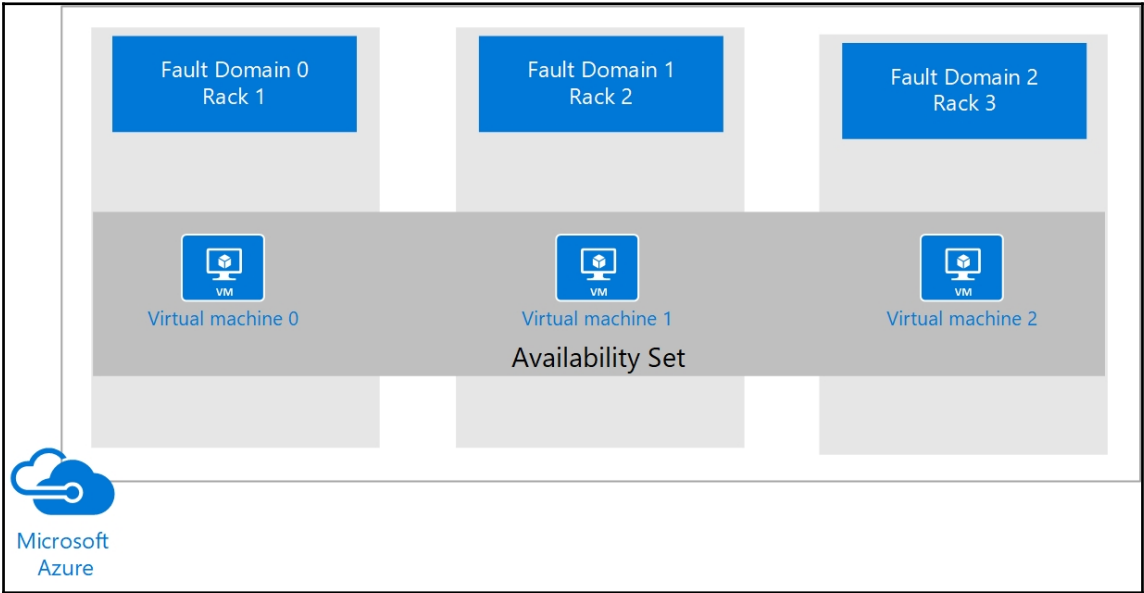 Fault Domain 0
Rack 1
Fault Domain 1
Rack 2
Fault Domain 2
Rack 3
VM
Virtual machine 0
VM
Virtual machine 1
VM
Virtual machine 2
Availability Set
Microsoft
Azure